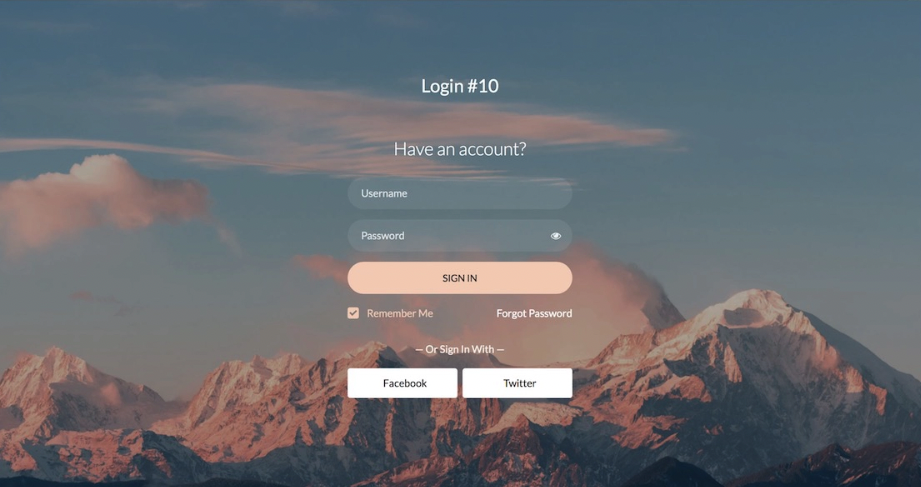 Login #10
Have an account?
Username
Password
SIGN IN
Remember Me Forgot Password
— Or Sign In With —
Facebook Twitter